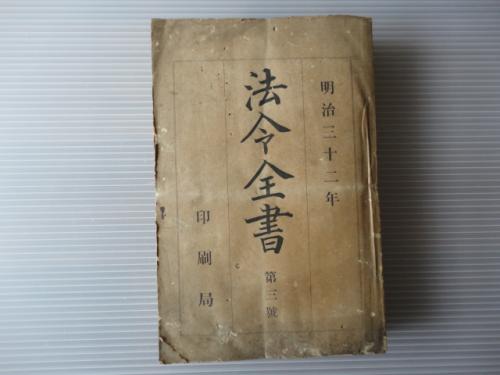 明治三十二年
法令全書
第三號
印刷局